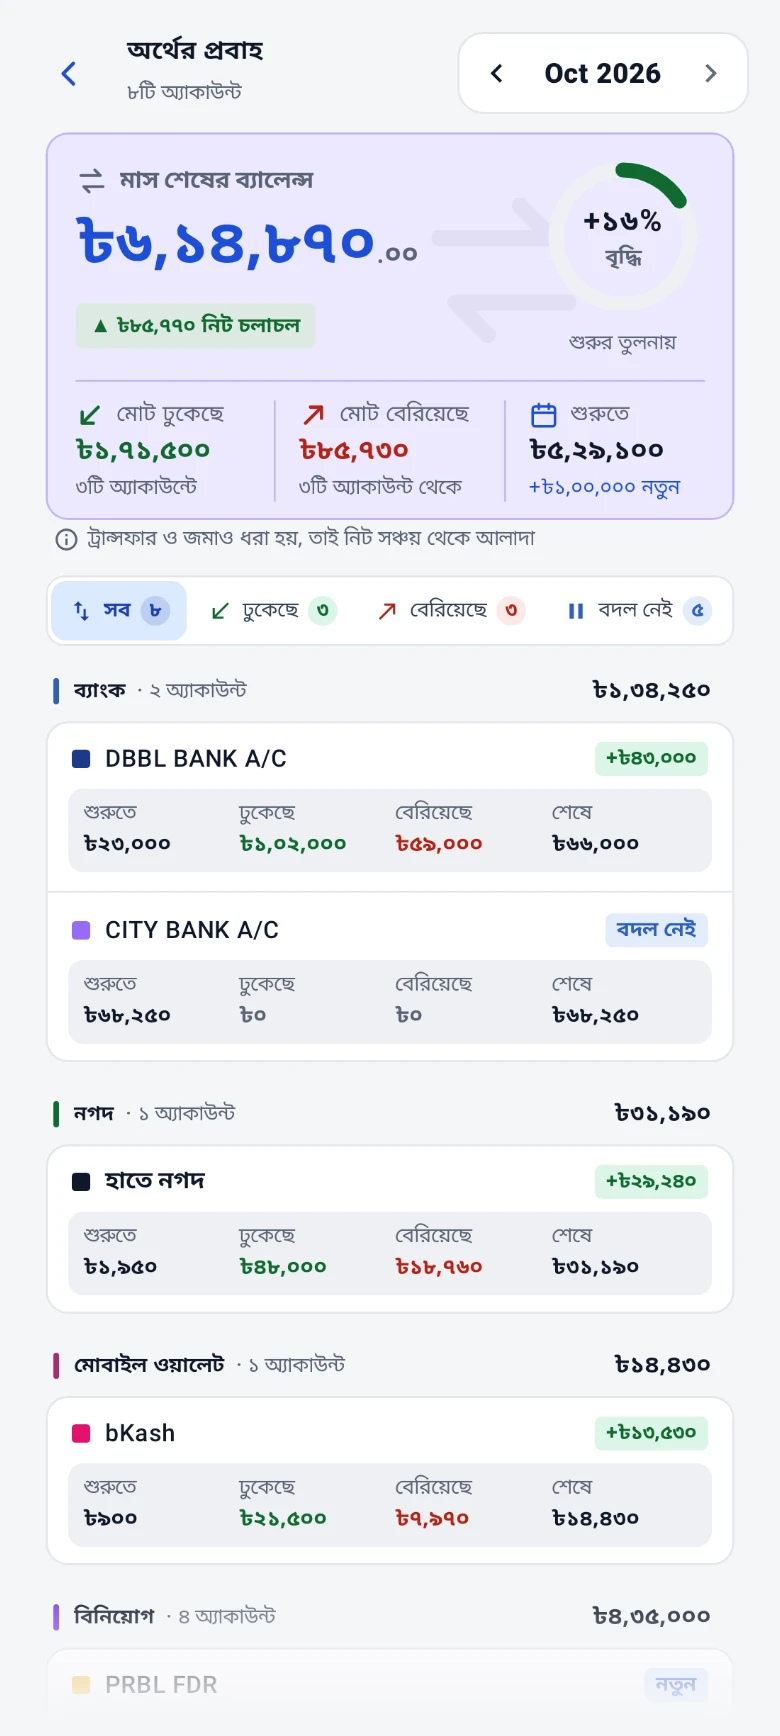 অর্থের প্রবাহ
৮টি অ্যাকাউন্ট
Oct 2026
মাস শেষের ব্যালেন্স
৳৬,১৪,৮৭০.০০
+১৬%
বৃদ্ধি
▲ ৳৮৫,৭৭০ নিট চলাচল
শুরুর তুলনায়
মোট ঢুকেছে
৳১,৭১,৫০০
৩টি অ্যাকাউন্টে
মোট বেরিয়েছে
৳৮৫,৭৩০
৩টি অ্যাকাউন্ট থেকে
শুরুতে
৳৫,২৯,১০০
+৳১,০০,০০০ নতুন
ট্রান্সফার ও জমাও ধরা হয়, তাই নিট সঞ্চয় থেকে আলাদা
সব ৮ ঢুকেছে ৩ বেরিয়েছে ৩ বদল নেই ৫
ব্যাংক · ২ অ্যাকাউন্ট ৳১,৩৪,২৫০
DBBL BANK A/C +৳৪৩,০০০
শুরুতে ঢুকেছে বেরিয়েছে শেষে
৳২৩,০০০ ৳১,০২,০০০ ৳৫৯,০০০ ৳৬৬,০০০
CITY BANK A/C বদল নেই
শুরুতে ঢুকেছে বেরিয়েছে শেষে
৳৬৮,২৫০ ৳০ ৳০ ৳৬৮,২৫০
নগদ · ১ অ্যাকাউন্ট ৳৩১,১৯০
হাতে নগদ +৳২৯,২৪০
শুরুতে ঢুকেছে বেরিয়েছে শেষে
৳১,৯৫০ ৳৪৮,০০০ ৳১৮,৭৬০ ৳৩১,১৯০
মোবাইল ওয়ালেট · ১ অ্যাকাউন্ট ৳১৪,৪৩০
bKash +৳১৩,৫৩০
শুরুতে ঢুকেছে বেরিয়েছে শেষে
৳৯০০ ৳২১,৫০০ ৳৭,৯৭০ ৳১৪,৪৩০
বিনিয়োগ · ৪ অ্যাকাউন্ট ৳৪,৩৫,০০০
PRBL FDR নতুন